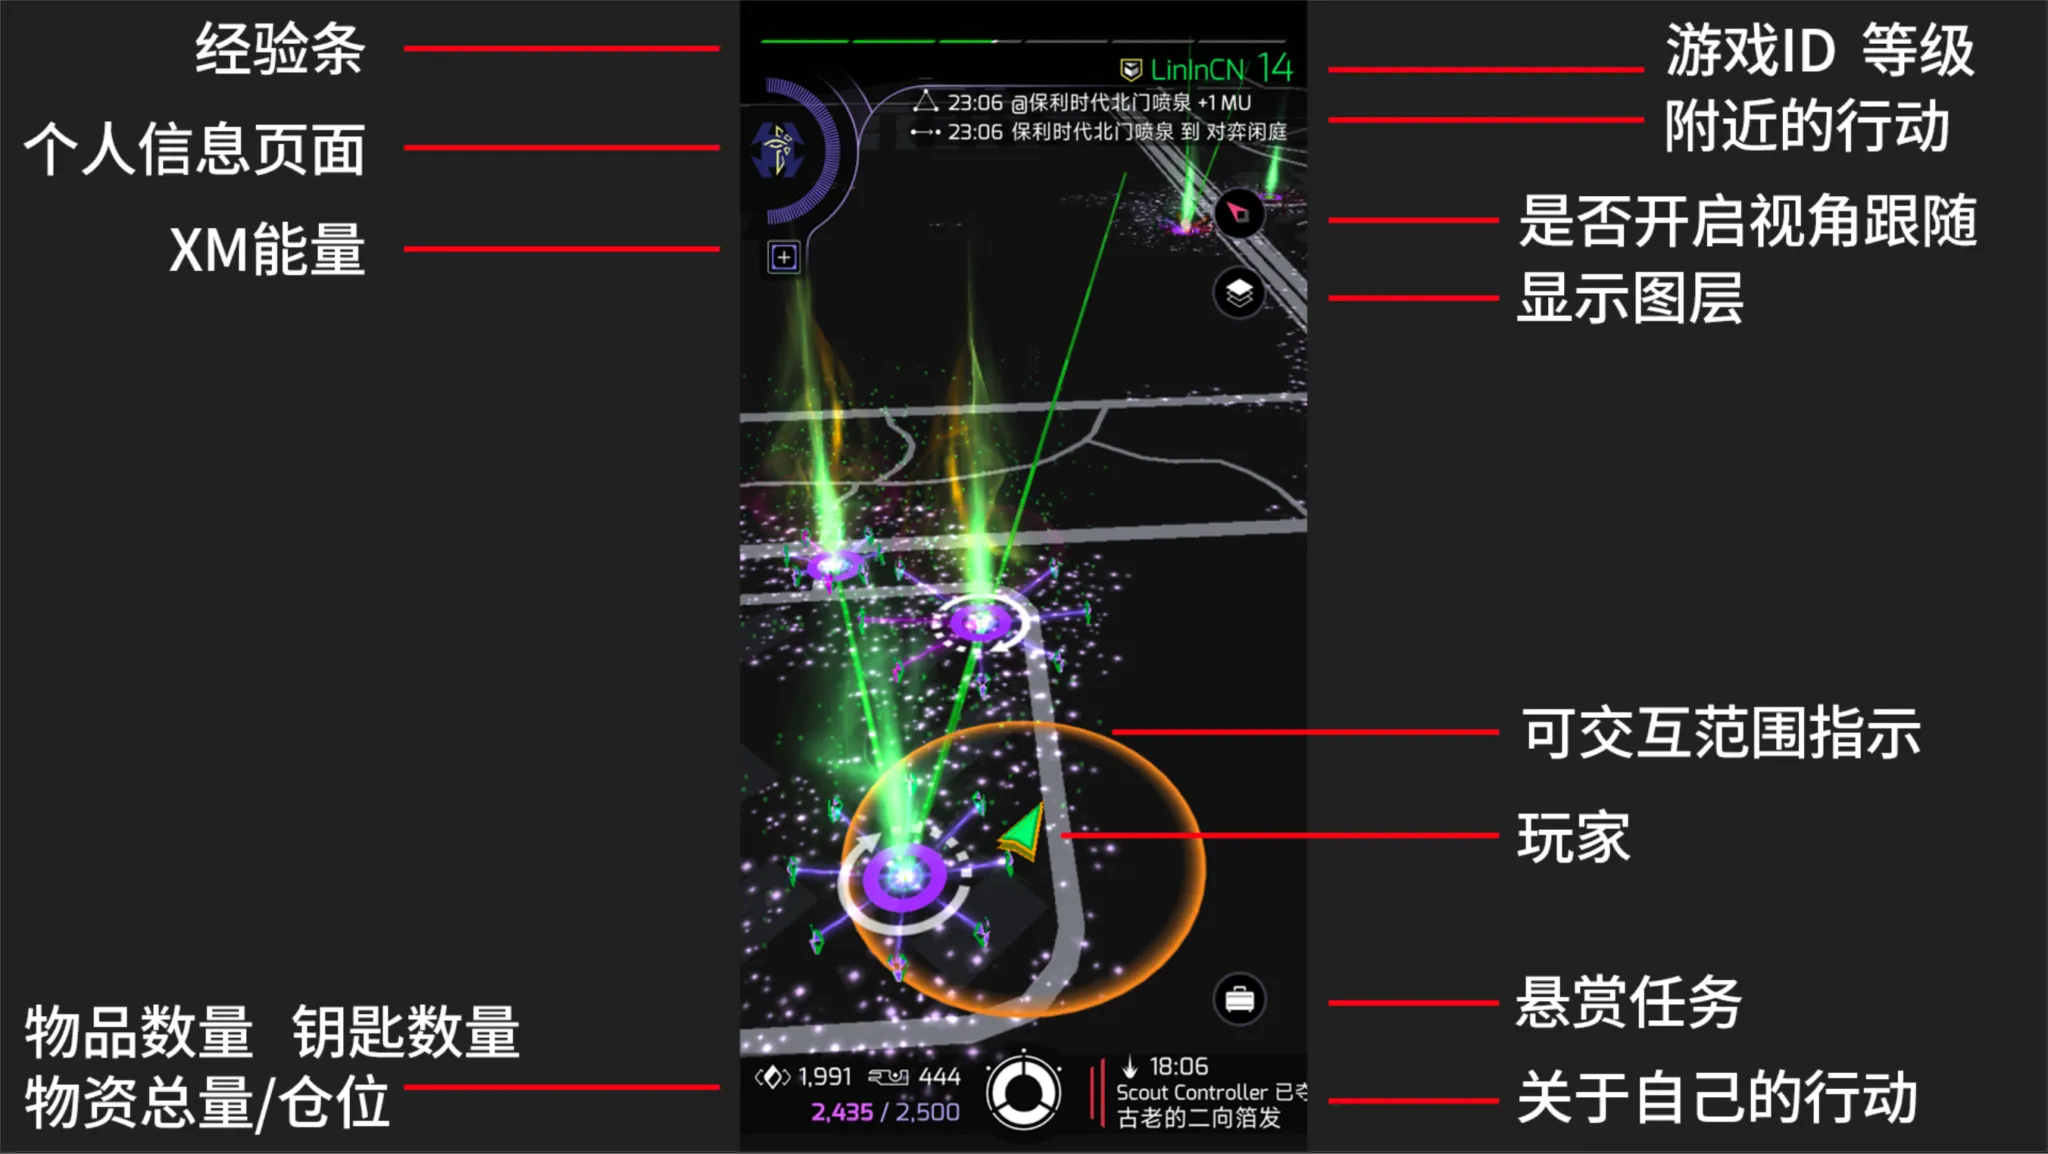 经验条
个人信息页面
XM能量
物品数量 钥匙数量
物资总量/仓位
LinInCN 14
23:06 @保利时代北门喷泉 +1 MU
23:06 保利时代北门喷泉 到 对弈闲庭
1,991 444
2,435 / 2,500
18:06
Scout Controller 已
古老的二向箔发
游戏ID 等级
附近的行动
是否开启视角跟随
显示图层
可交互范围指示
玩家
悬赏任务
关于自己的行动